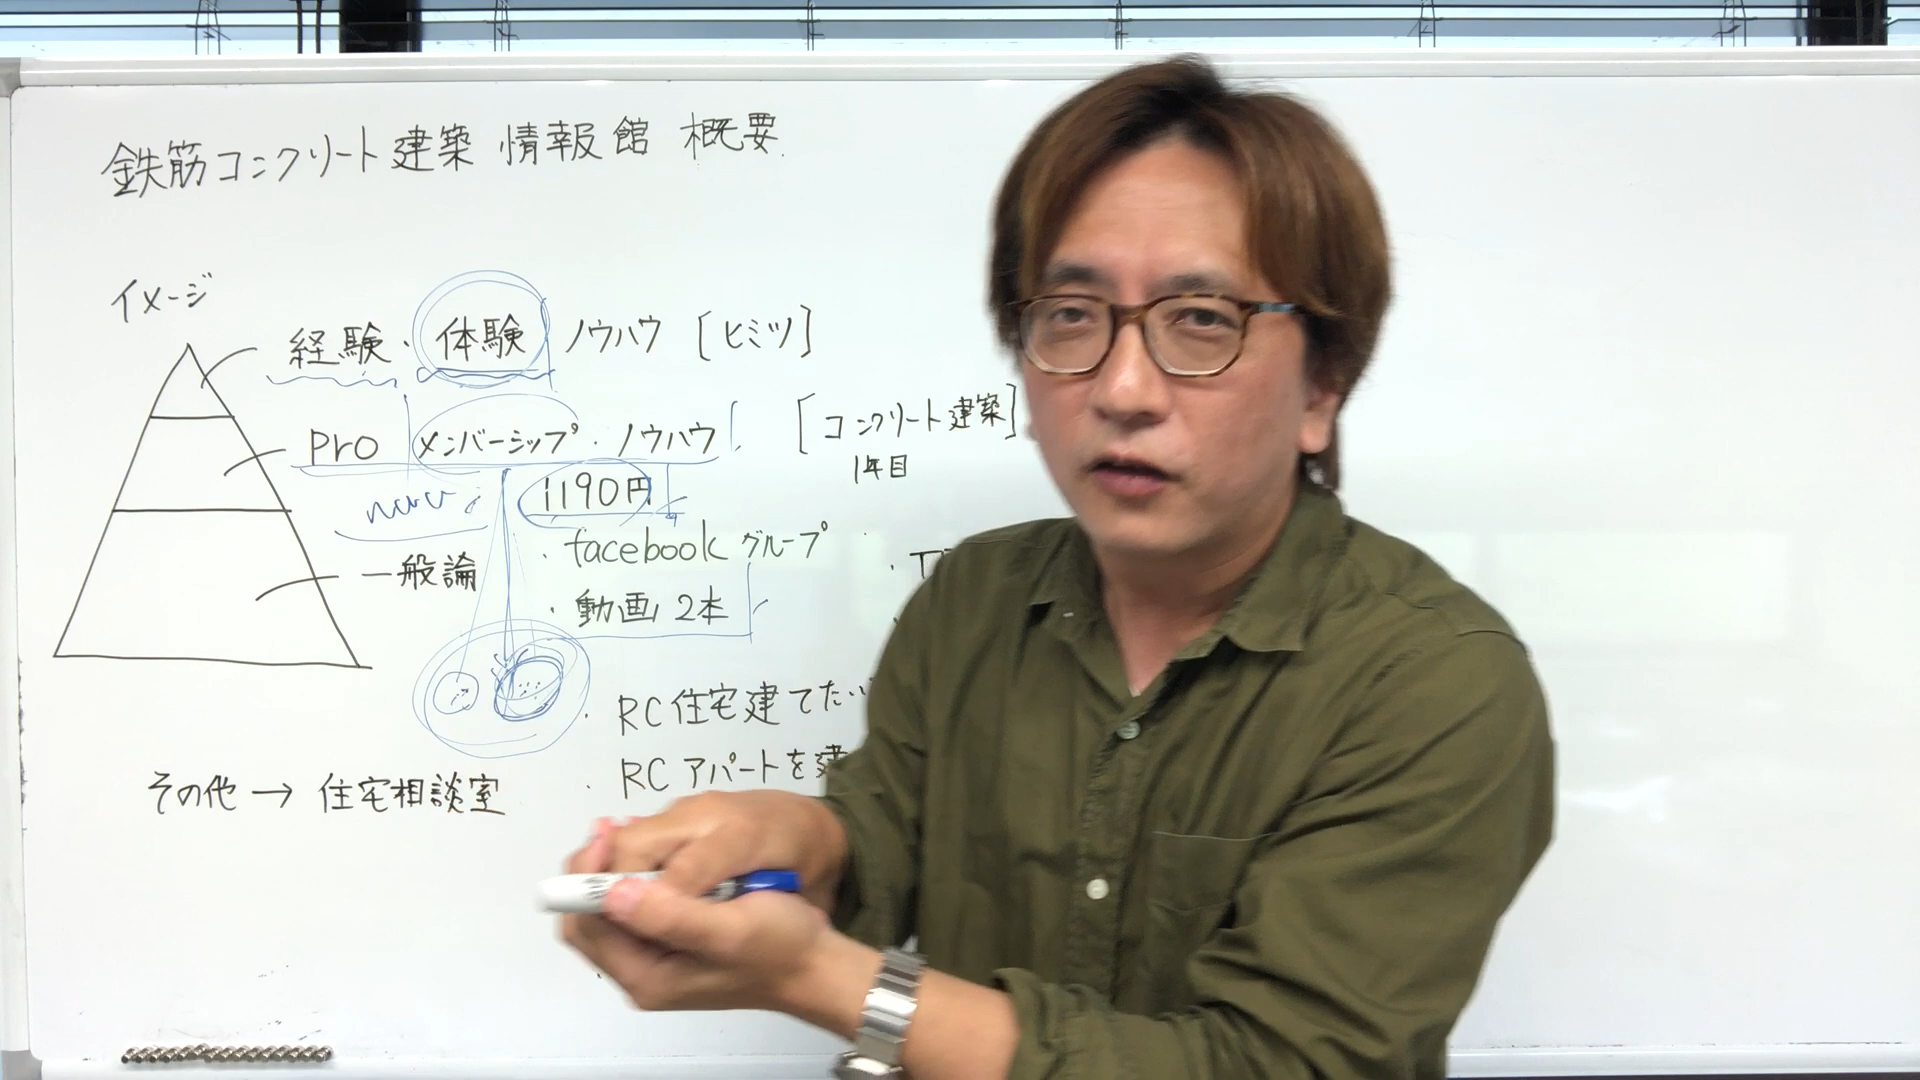 鉄筋コンクリート建築 情報館 概要
イメージ
経験・体験 ノウハウ [ヒミツ]
pro メンバーシップ・ノウハウ [コンクリート建築]
1年目
1190円
・facebook グループ
一般論
・動画 2本
・RC住宅建てたい
・RCアパートを建
その他→住宅相談室